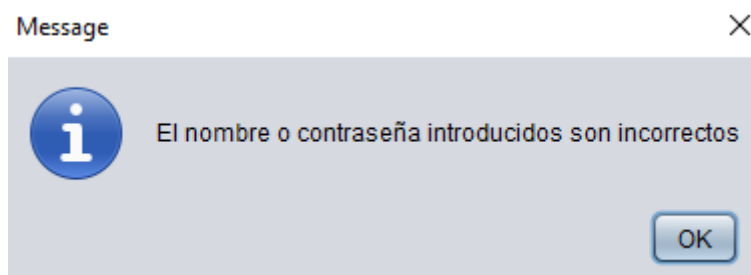 Message
El nombre o contraseña introducidos son incorrectos
OK